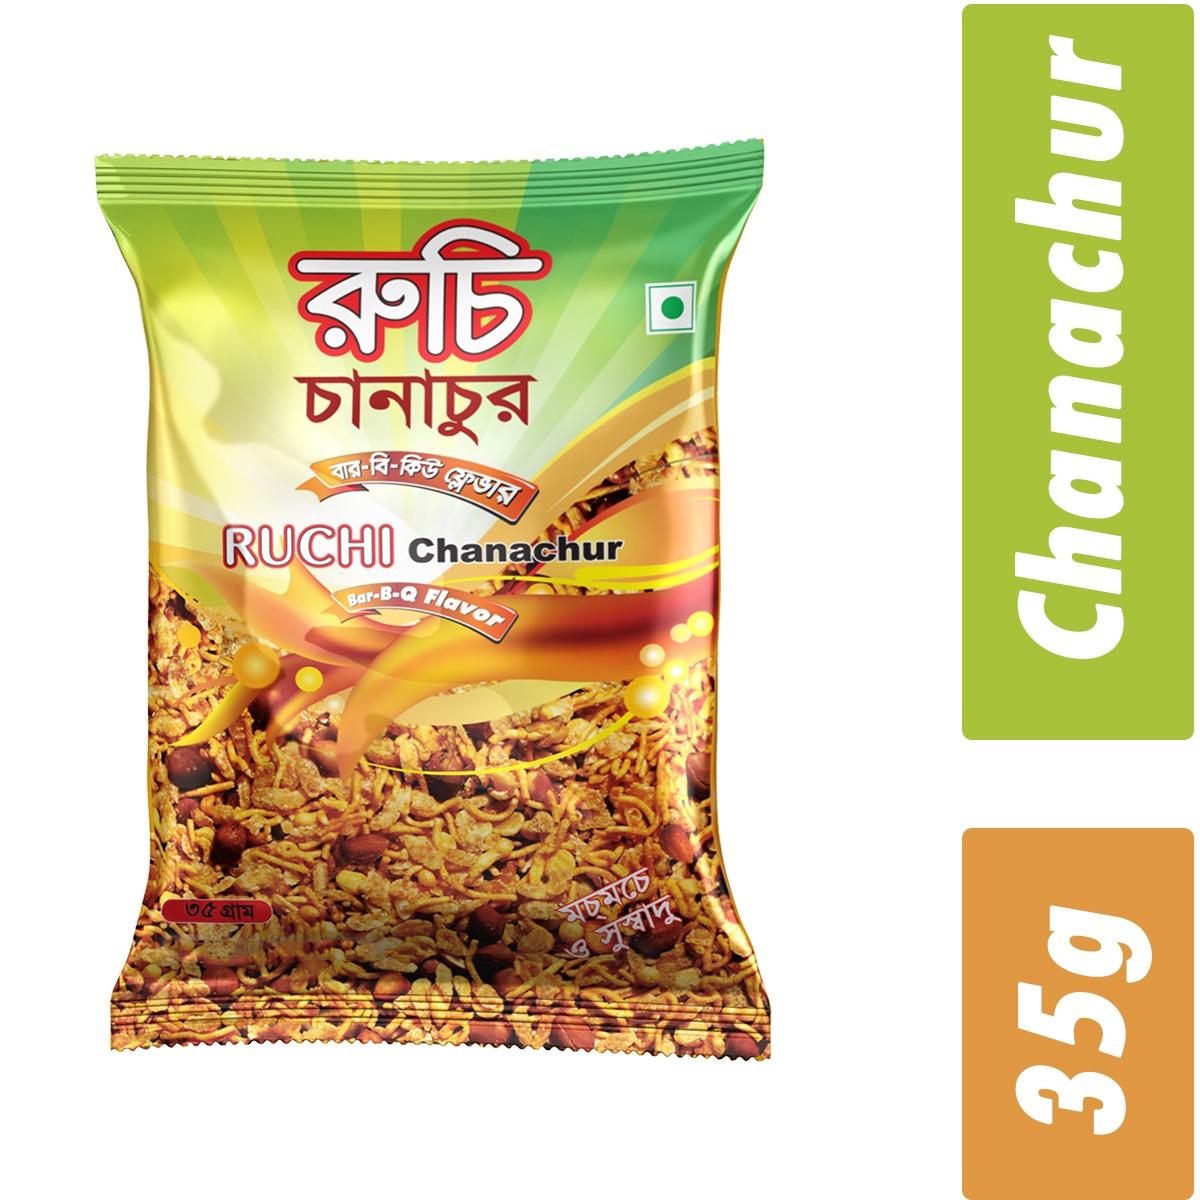 রুচি
চানাচুর
বার-বি-কিউ ফ্লেভার
RUCHI Chanachur
Bar-B-Q Flavor
৩৫ গ্রাম
মচমচে
ও সুস্বাদু
Chanachur
35g